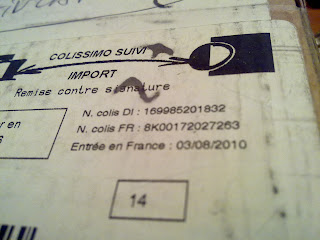 COLISSIMO SUIVI
IMPORT
Remise contre signature
N. colis DI : 169985201832
N. colis FR : 8K00172027263
en
Entrée en France : 03/08/2010
14